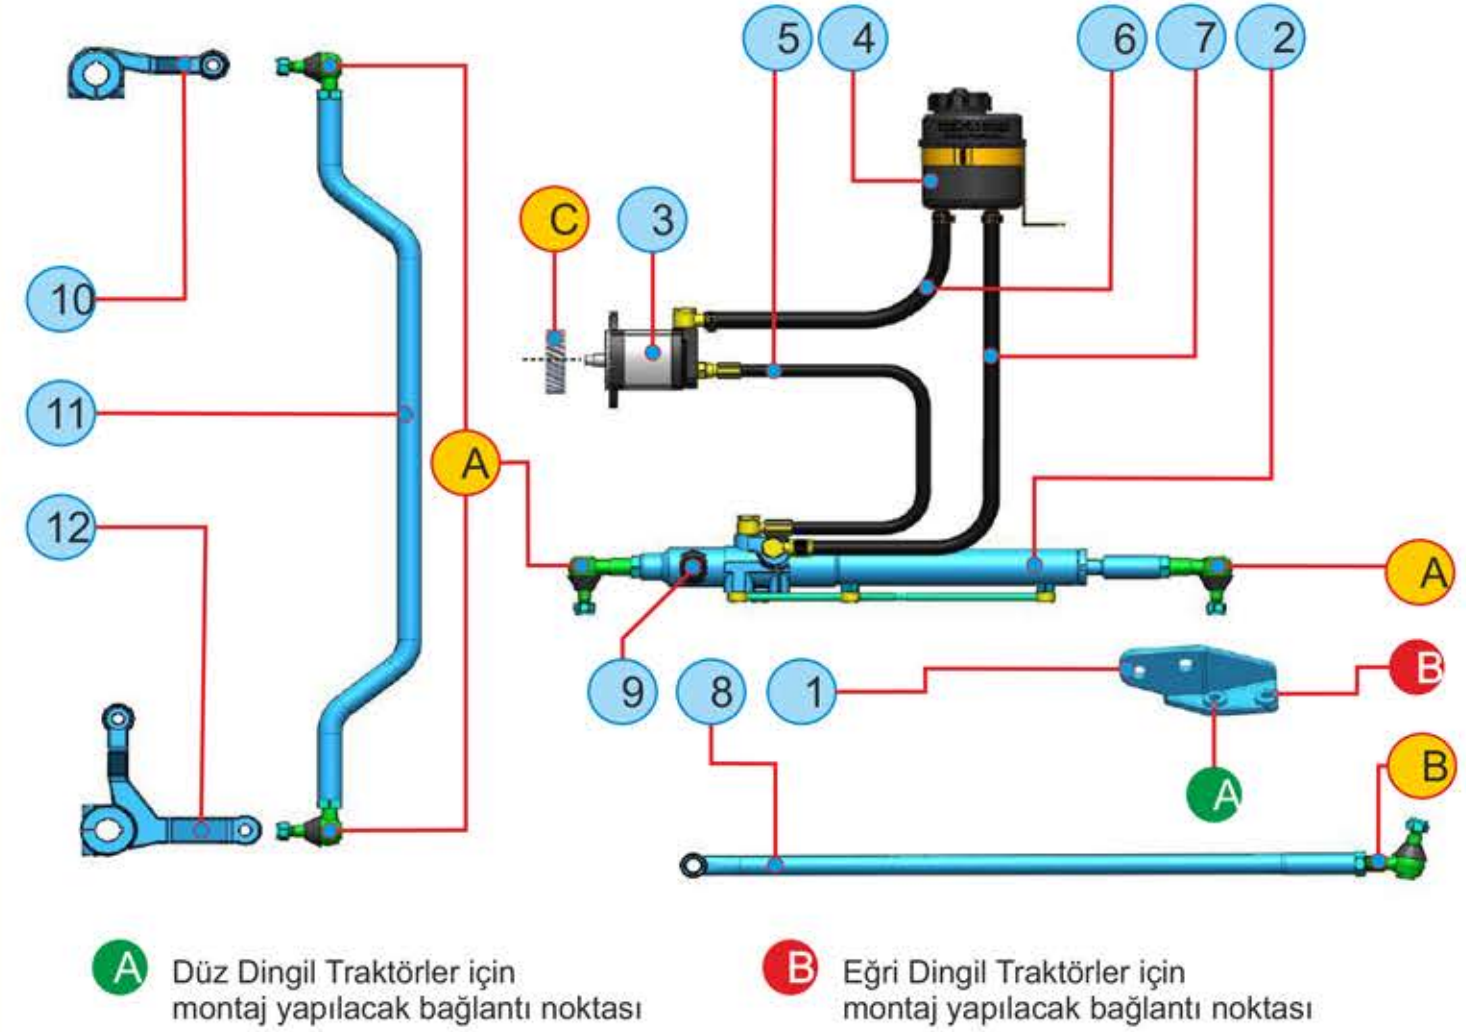 5 4 6 7 2
C 3
10
11
A
12
A
9 8 1 B
A B
A Düz Dingil Traktörler için
montaj yapılacak bağlantı noktası
B Eğri Dingil Traktörler için
montaj yapılacak bağlantı noktası